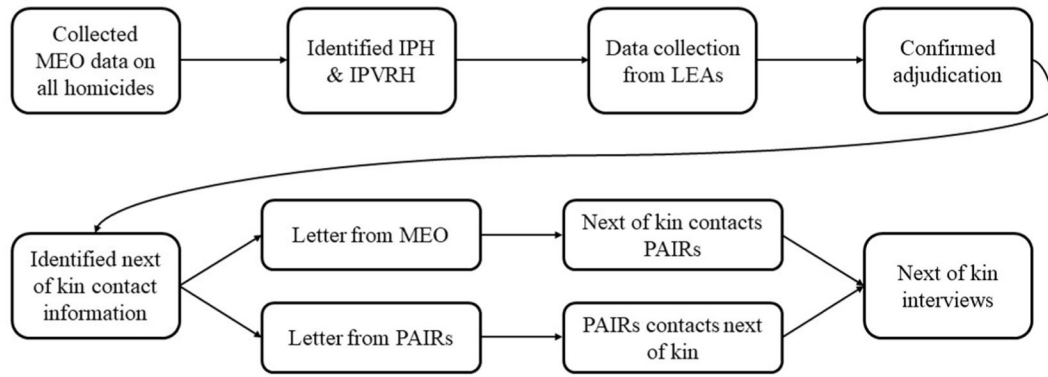 Collected
MEO data on
all homicides
Identified IPH
& IPVRH
Data collection
from LEAs
Confirmed
adjudication
Identified next
of kin contact
information
Letter from MEO
Next of kin contacts
PAIRs
Letter from PAIRs
PAIRs contacts next
of kin
Next of kin
interviews